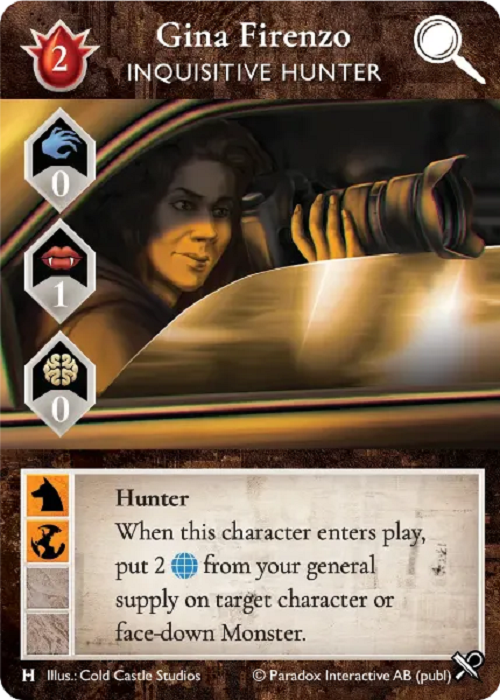 2
Gina Firenzo
INQUISITIVE HUNTER
0
1
0
Hunter
When this character enters play,
put 2 from your general
supply on target character or
face-down Monster.
H Illus.: Cold Castle Studios © Paradox Interactive AB (publ)